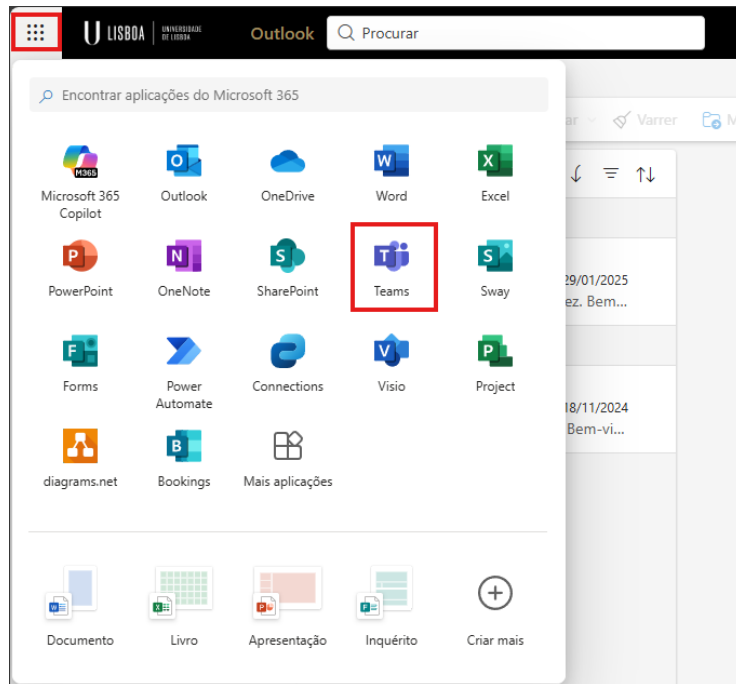 U LISBOA UNIVERSIDADE
DE LISBOA
Outlook
Procurar
Encontrar aplicações do Microsoft 365
ar
Varrer
M
M365
Microsoft 365
Copilot
Outlook
OneDrive
Word
Excel
PowerPoint
OneNote
SharePoint
Teams
Sway
29/01/2025
ez. Bem...
Forms
Power
Automate
Connections
Visio
Project
18/11/2024
Bem-vi...
diagrams.net
Bookings
Mais aplicações
Documento
Livro
Apresentação
Inquérito
Criar mais